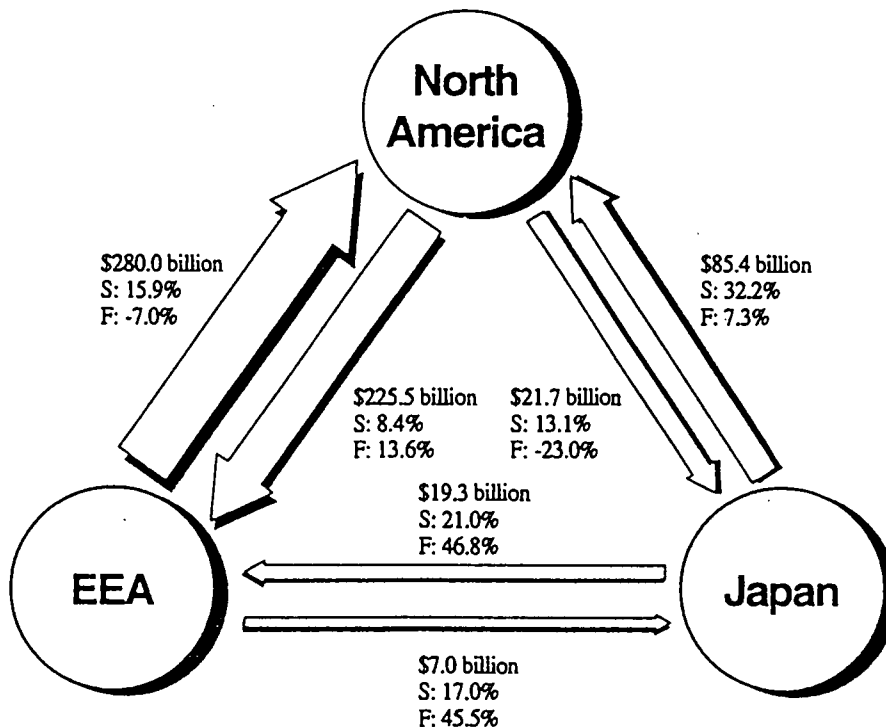 North
America
$280.0 billion
S: 15.9%
F: -7.0%
$85.4 billion
S: 32.2%
F: 7.3%
$225.5 billion
S: 8.4%
F: 13.6%
$21.7 billion
S: 13.1%
F: -23.0%
$19.3 billion
S: 21.0%
F: 46.8%
EEA
Japan
$7.0 billion
S: 17.0%
F: 45.5%